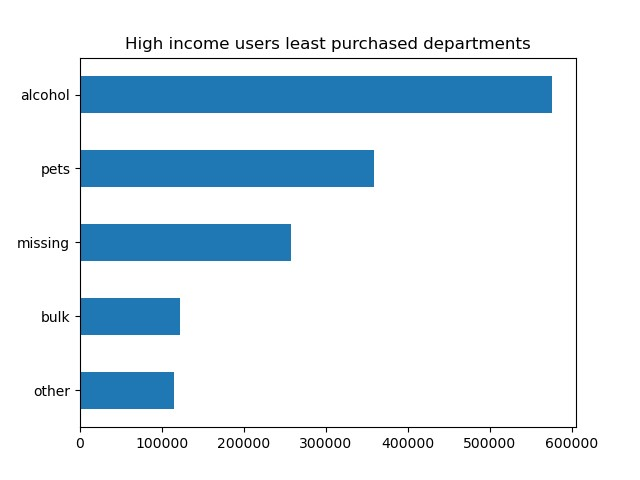 High income users least purchased departments
alcohol
pets
missing
bulk
other
0 100000 200000 300000 400000 500000 600000